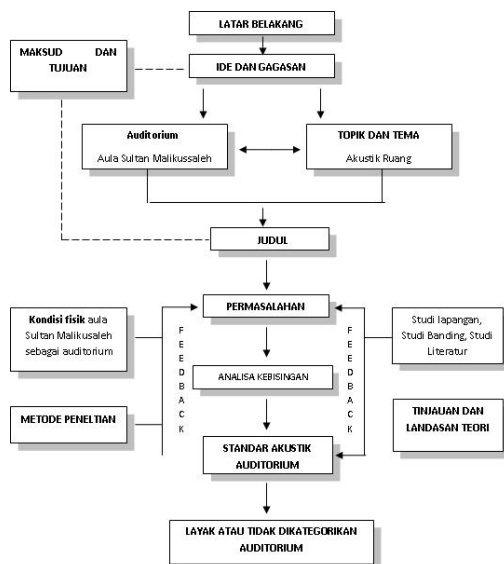 LATAR BELAKANG
MAKSUD DAN
TUJUAN
IDE DAN GAGASAN
Auditorium
Aula Sultan Malikussaleh
TOPIK DAN TEMA
Akustik Ruang
JUDUL
Kondisi fisik aula
Sultan Malikusaleh
sebagai auditorium
FEEDBACK
PERMASALAHAN
FEEDBACK
Studi lapangan,
Studi Banding, Studi
Literatur
ANALISA KEBISINGAN
METODE PENELTIAN
STANDAR AKUSTIK
AUDITORIUM
TINJAUAN DAN
LANDASAN TEORI
LAYAK ATAU TIDAK DIKATEGORIKAN
AUDITORIUM